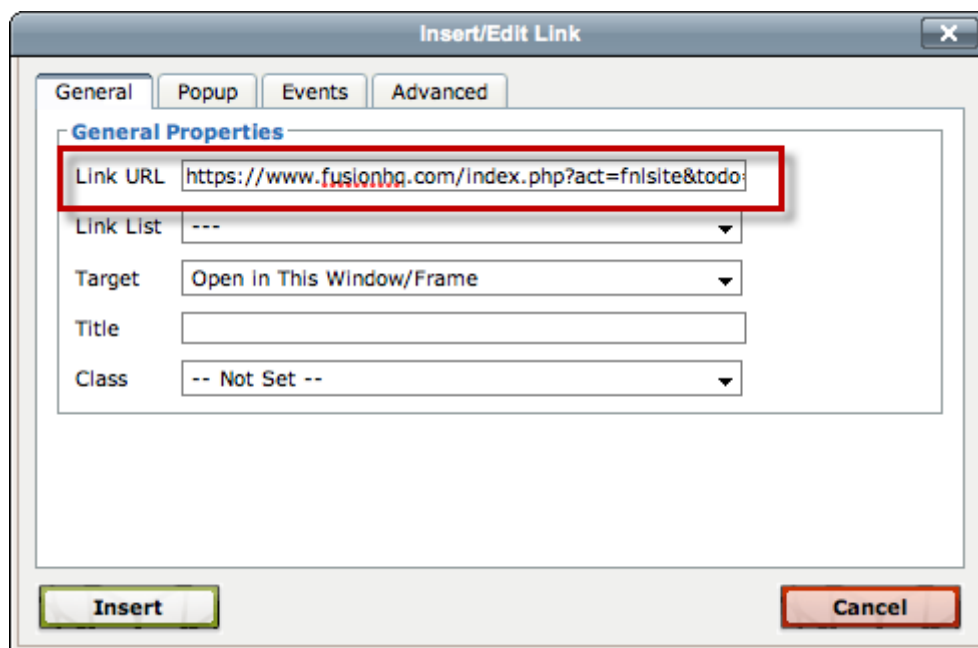 Insert/Edit Link
General Popup Events Advanced
General Properties
Link URL https://www.fusionhq.com/index.php?act=fnlsite&todo=
Link List ---
Target Open in This Window/Frame
Title
Class -- Not Set --
Insert Cancel